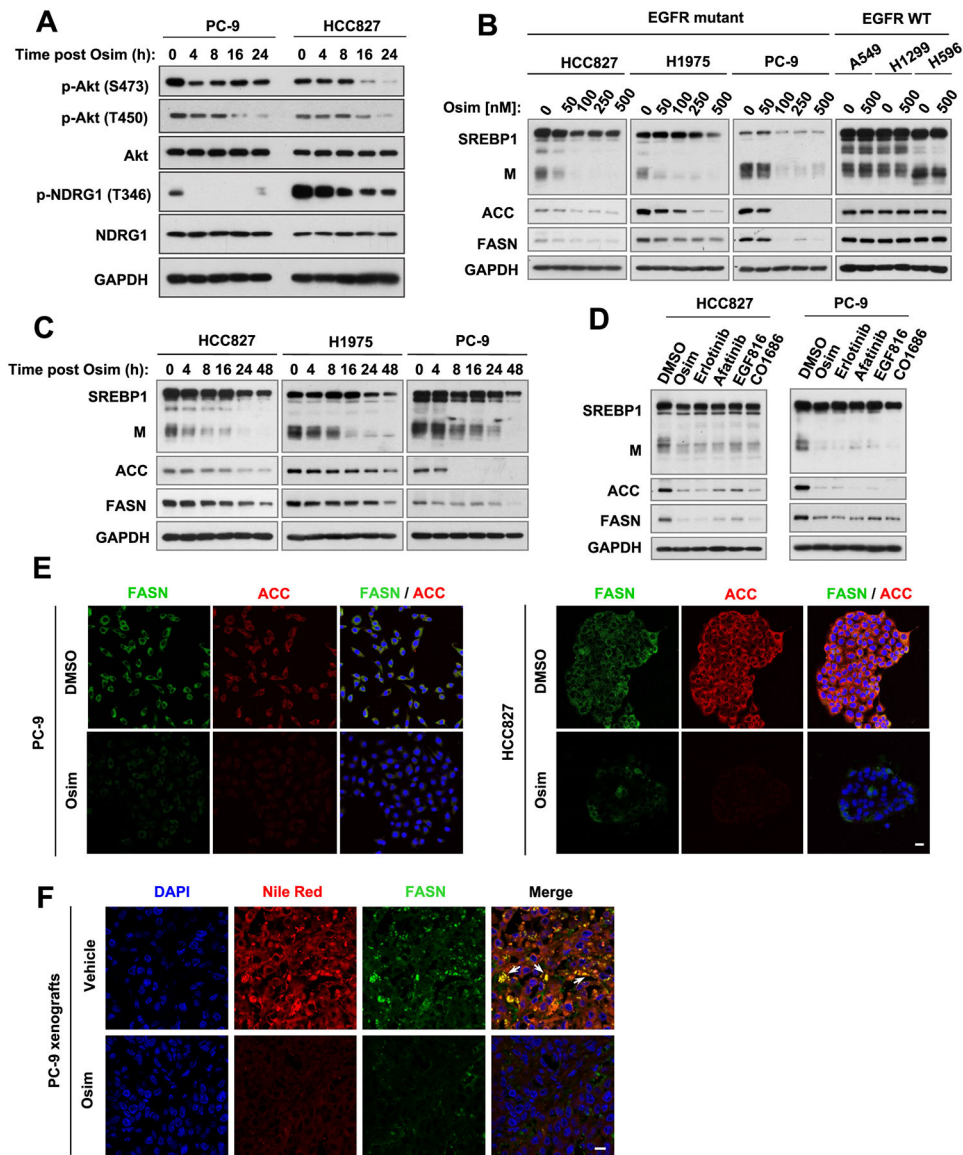 A
PC-9 HCC827
Time post Osim (h): 0 4 8 16 24 0 4 8 16 24
p-Akt (S473)
p-Akt (T450)
Akt
p-NDRG1 (T346)
NDRG1
GAPDH
B
EGFR mutant EGFR WT
HCC827 H1975 PC-9 A549 H1299 H596
Osim [nM]: 0 50 100 250 500 0 50 100 250 500 0 50 100 250 500 0 500 0 500 0 500
SREBP1
M
ACC
FASN
GAPDH
C
HCC827 H1975 PC-9
Time post Osim (h): 0 4 8 16 24 48 0 4 8 16 24 48 0 4 8 16 24 48
SREBP1
M
ACC
FASN
GAPDH
D
HCC827 PC-9
DMSO Osim Erlotinib Afatinib EGF816 CO1686 DMSO Osim Erlotinib Afatinib EGF816 CO1686
SREBP1
M
ACC
FASN
GAPDH
E
FASN ACC FASN / ACC FASN ACC FASN / ACC
PC-9
DMSO
Osim
HCC827
DMSO
Osim
F
DAPI Nile Red FASN Merge
PC-9 xenografts
Vehicle
Osim